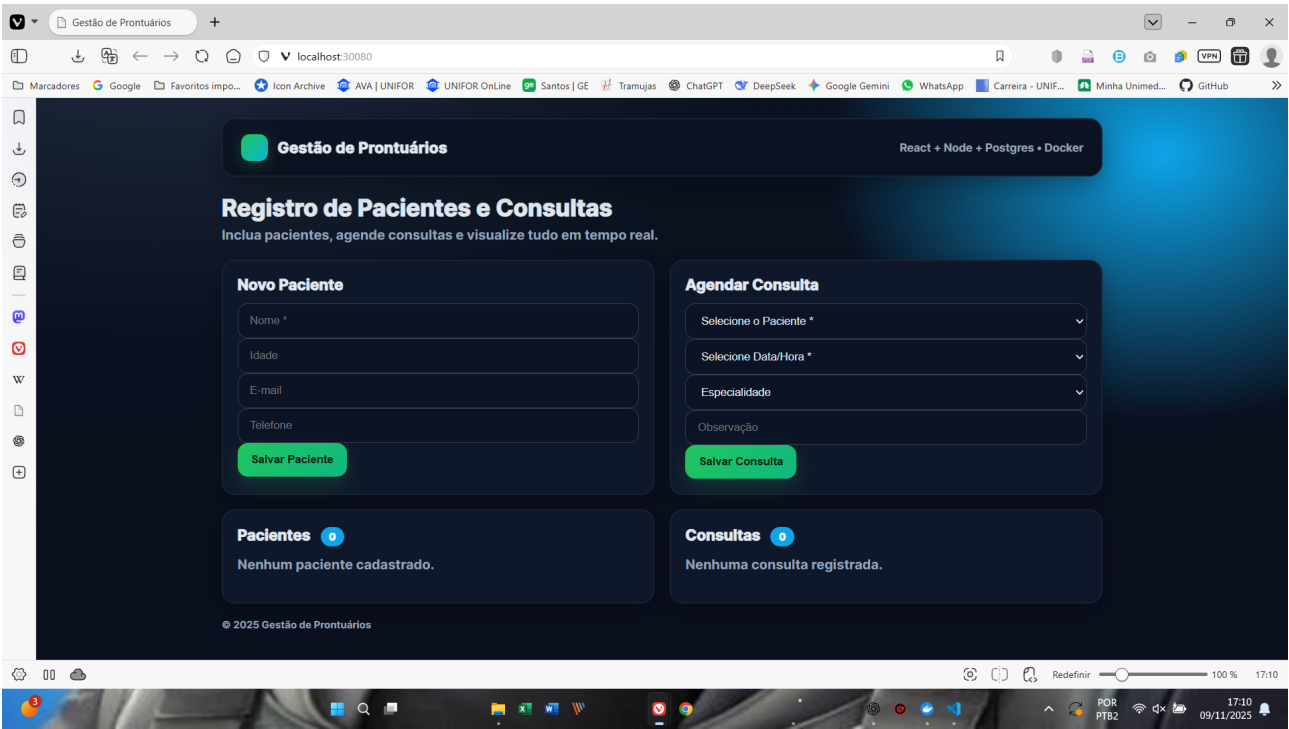 Gestão de Prontuários
localhost:30080
VPN
Marcadores Google Favoritos impo... Icon Archive AVA | UNIFOR UNIFOR OnLine Santos | GE Tramujas ChatGPT DeepSeek Google Gemini WhatsApp Carreira - UNIF... Minha Unimed... GitHub
Gestão de Prontuários
React + Node + Postgres • Docker
Registro de Pacientes e Consultas
Inclua pacientes, agende consultas e visualize tudo em tempo real.
Novo Paciente
Nome *
Idade
E-mail
Telefone
Salvar Paciente
Agendar Consulta
Selecione o Paciente *
Selecione Data/Hora *
Especialidade
Observação
Salvar Consulta
Pacientes 0
Nenhum paciente cadastrado.
Consultas 0
Nenhuma consulta registrada.
© 2025 Gestão de Prontuários
Redefinir 100 % 17:10
3
POR
PTB2
17:10
09/11/2025